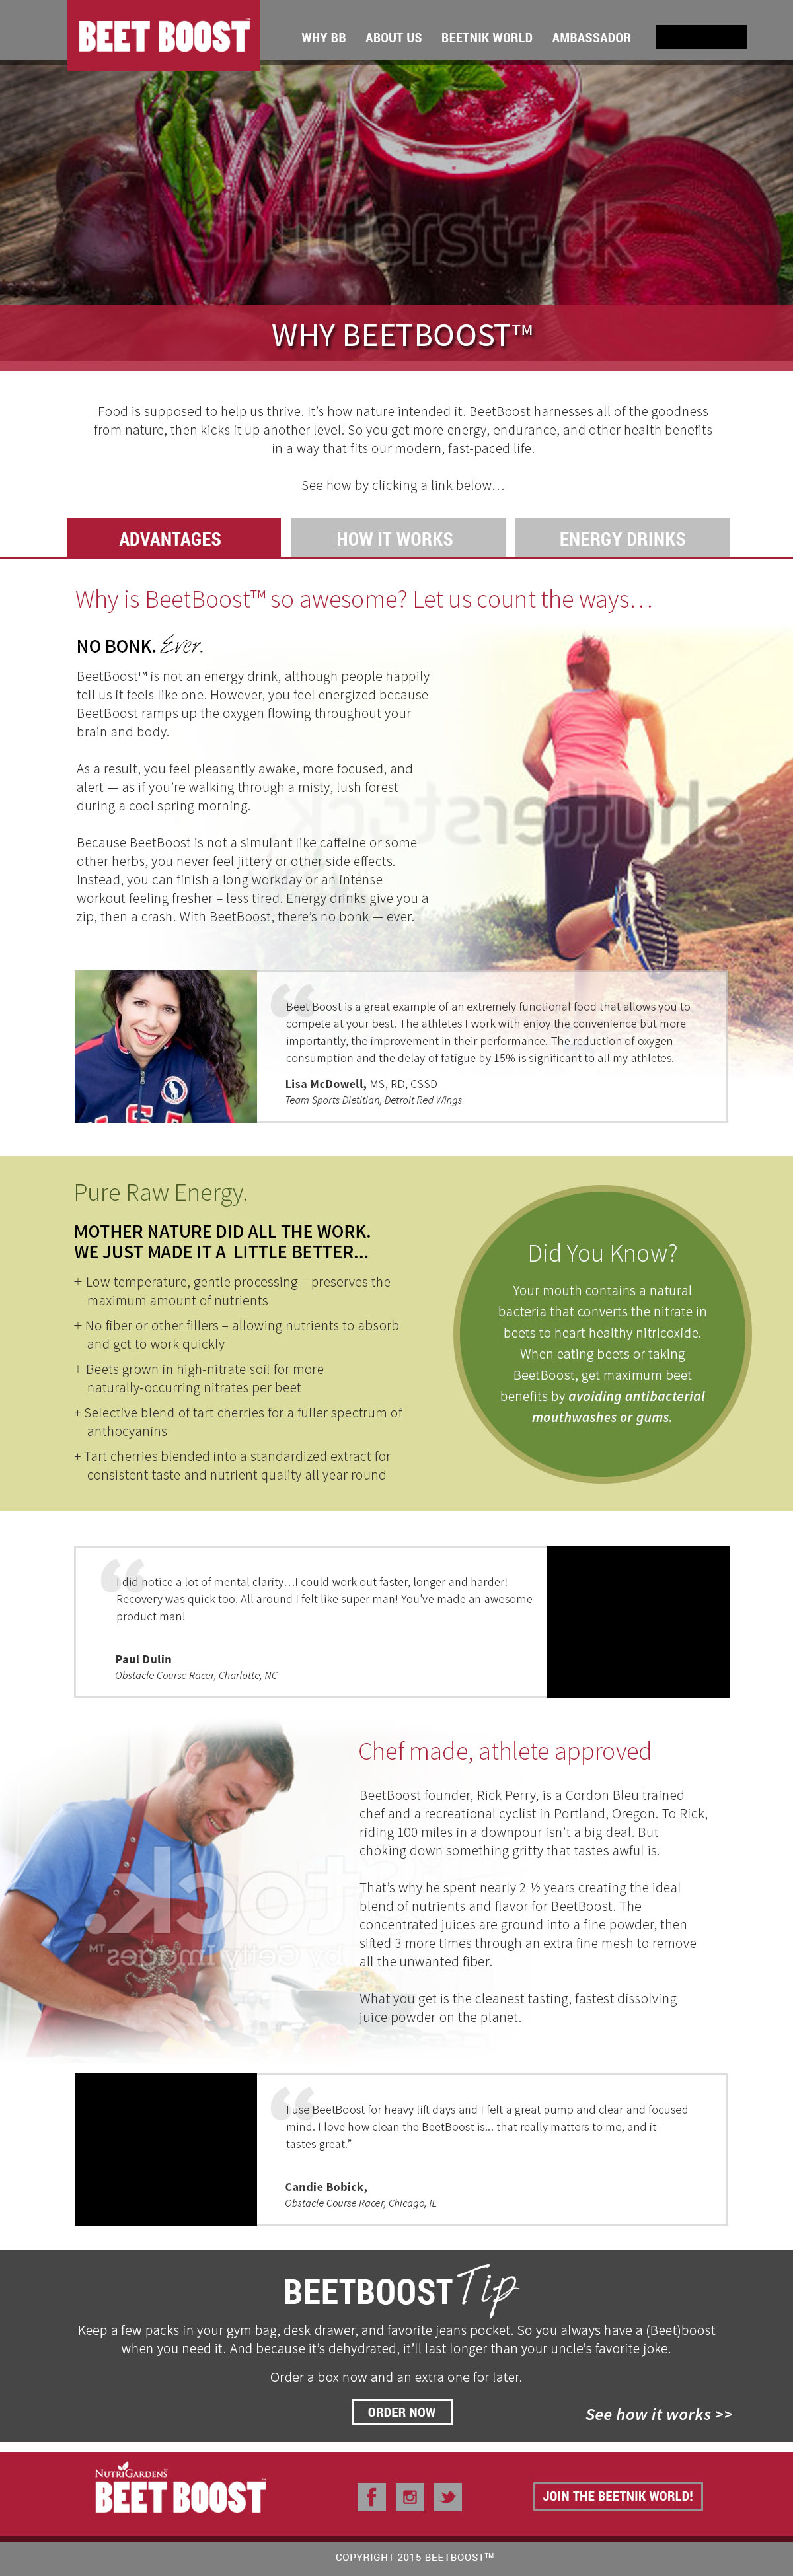 BEET BOOST™
WHY BB ABOUT US BEETNIK WORLD AMBASSADOR
shutterstock
WHY BEETBOOST™
Food is supposed to help us thrive. It's how nature intended it. BeetBoost harnesses all of the goodness
from nature, then kicks it up another level. So you get more energy, endurance, and other health benefits
in a way that fits our modern, fast-paced life.
See how by clicking a link below…
ADVANTAGES HOW IT WORKS ENERGY DRINKS
Why is BeetBoost™ so awesome? Let us count the ways…
NO BONK. Ever.
BeetBoost™ is not an energy drink, although people happily
tell us it feels like one. However, you feel energized because
BeetBoost ramps up the oxygen flowing throughout your
brain and body.
As a result, you feel pleasantly awake, more focused, and
alert — as if you're walking through a misty, lush forest
during a cool spring morning.
Because BeetBoost is not a simulant like caffeine or some
other herbs, you never feel jittery or other side effects.
Instead, you can finish a long workday or an intense
workout feeling fresher – less tired. Energy drinks give you a
zip, then a crash. With BeetBoost, there's no bonk — ever.
shutterstock
“
Beet Boost is a great example of an extremely functional food that allows you to
compete at your best. The athletes I work with enjoy the convenience but more
importantly, the improvement in their performance. The reduction of oxygen
consumption and the delay of fatigue by 15% is significant to all my athletes.
Lisa McDowell, MS, RD, CSSD
Team Sports Dietitian, Detroit Red Wings
Pure Raw Energy.
MOTHER NATURE DID ALL THE WORK.
WE JUST MADE IT A LITTLE BETTER...
+ Low temperature, gentle processing – preserves the
maximum amount of nutrients
+ No fiber or other fillers – allowing nutrients to absorb
and get to work quickly
+ Beets grown in high-nitrate soil for more
naturally-occurring nitrates per beet
+ Selective blend of tart cherries for a fuller spectrum of
anthocyanins
+ Tart cherries blended into a standardized extract for
consistent taste and nutrient quality all year round
Did You Know?
Your mouth contains a natural
bacteria that converts the nitrate in
beets to heart healthy nitricoxide.
When eating beets or taking
BeetBoost, get maximum beet
benefits by avoiding antibacterial
mouthwashes or gums.
“
I did notice a lot of mental clarity…I could work out faster, longer and harder!
Recovery was quick too. All around I felt like super man! You've made an awesome
product man!
Paul Dulin
Obstacle Course Racer, Charlotte, NC
Chef made, athlete approved
BeetBoost founder, Rick Perry, is a Cordon Bleu trained
chef and a recreational cyclist in Portland, Oregon. To Rick,
riding 100 miles in a downpour isn't a big deal. But
choking down something gritty that tastes awful is.
That's why he spent nearly 2 ½ years creating the ideal
blend of nutrients and flavor for BeetBoost. The
concentrated juices are ground into a fine powder, then
sifted 3 more times through an extra fine mesh to remove
all the unwanted fiber.
What you get is the cleanest tasting, fastest dissolving
juice powder on the planet.
iStock.
TM
by Getty Images
“
I use BeetBoost for heavy lift days and I felt a great pump and clear and focused
mind. I love how clean the BeetBoost is... that really matters to me, and it
tastes great."
Candie Bobick,
Obstacle Course Racer, Chicago, IL
BEETBOOST Tip
Keep a few packs in your gym bag, desk drawer, and favorite jeans pocket. So you always have a (Beet)boost
when you need it. And because it's dehydrated, it'll last longer than your uncle's favorite joke.
Order a box now and an extra one for later.
ORDER NOW
See how it works >>
NUTRIGARDENS™
BEET BOOST™
JOIN THE BEETNIK WORLD!
COPYRIGHT 2015 BEETBOOST™